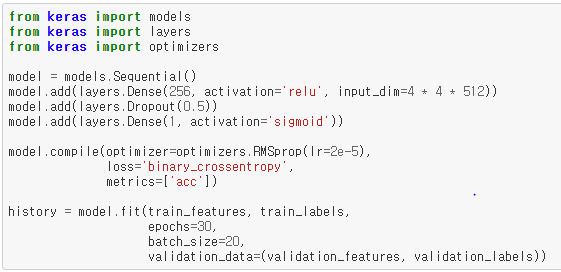 from keras import models
from keras import layers
from keras import optimizers

model = models.Sequential()
model.add(layers.Dense(256, activation='relu', input_dim=4 * 4 * 512))
model.add(layers.Dropout(0.5))
model.add(layers.Dense(1, activation='sigmoid'))

model.compile(optimizer=optimizers.RMSprop(lr=2e-5),
              loss='binary_crossentropy',
              metrics=['acc'])

history = model.fit(train_features, train_labels,
                    epochs=30,
                    batch_size=20,
                    validation_data=(validation_features, validation_labels))